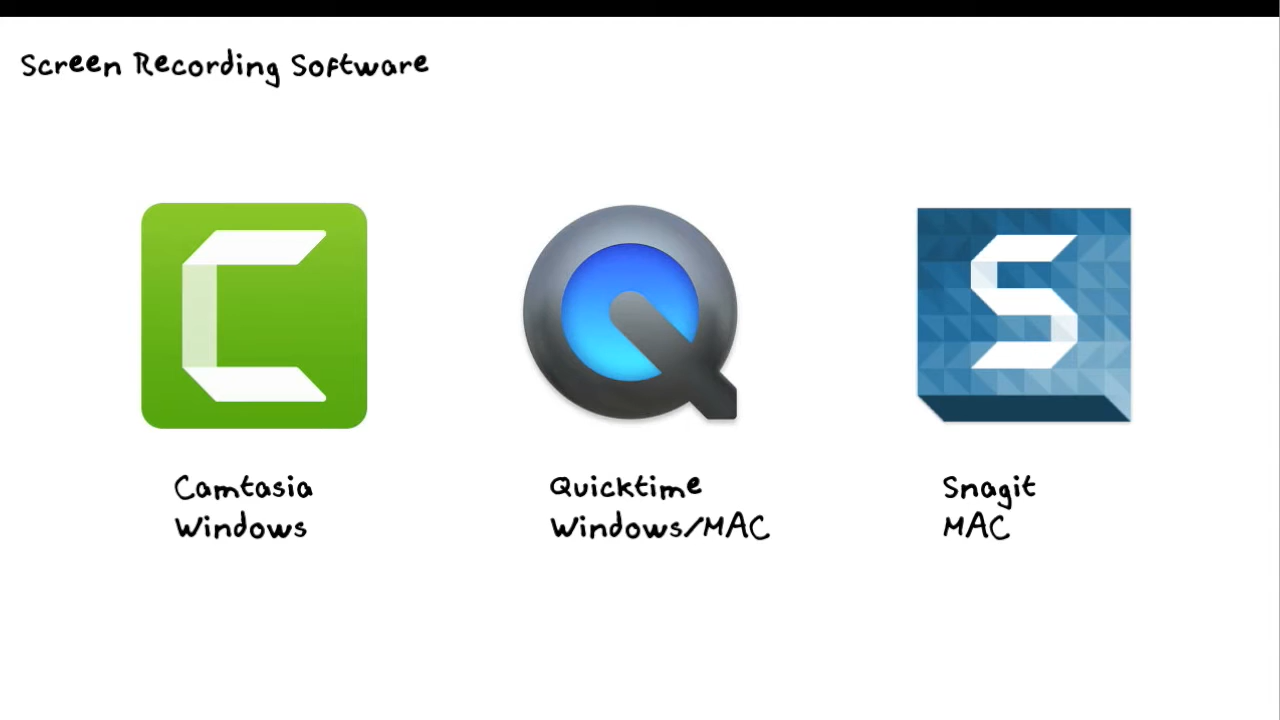 Screen Recording Software
Camtasia
Windows
Quicktime
Windows/MAC
Snagit
MAC